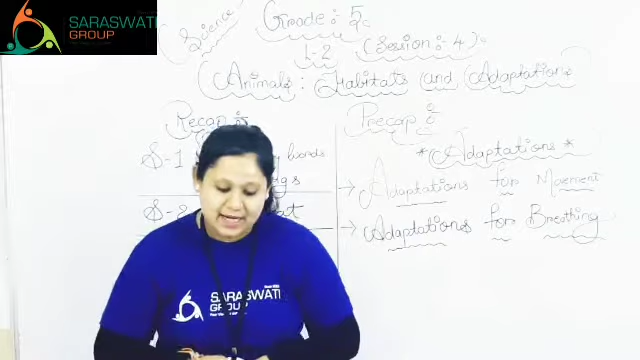 SARASWATI
GROUP
Science
Grade : 5
L-2 (Session : 4)
Animals : Habitats and Adaptations
Recap :
S-1
S-2
Precap :
* Adaptations *
→ Adaptations for Movement
→ Adaptations for Breathing
SARASWATI
GROUP